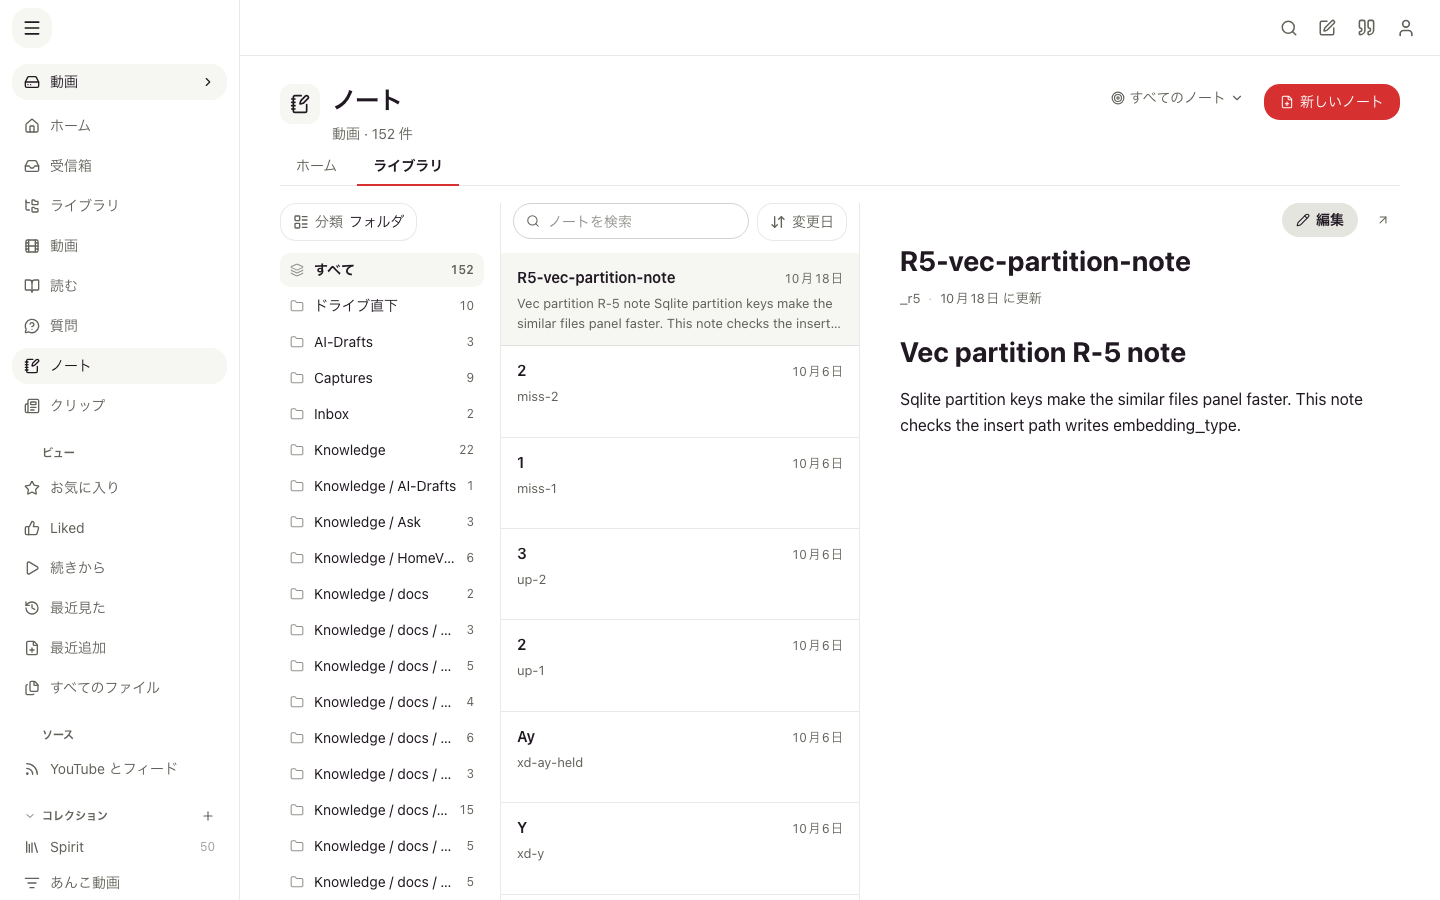 動画
ホーム
受信箱
ライブラリ
動画
読む
質問
ノート
クリップ
ビュー
お気に入り
Liked
続きから
最近見た
最近追加
すべてのファイル
ソース
YouTube とフィード
コレクション
Spirit 50
あんこ動画
ノート
動画 · 152 件
すべてのノート
新しいノート
ホーム ライブラリ
分類 フォルダ
すべて 152
ドライブ直下 10
AI-Drafts 3
Captures 9
Inbox 2
Knowledge 22
Knowledge / AI-Drafts 1
Knowledge / Ask 3
Knowledge / HomeV... 6
Knowledge / docs 2
Knowledge / docs / ... 3
Knowledge / docs / ... 5
Knowledge / docs / ... 4
Knowledge / docs / ... 6
Knowledge / docs / ... 3
Knowledge / docs /... 15
Knowledge / docs / ... 5
Knowledge / docs / ... 5
ノートを検索
変更日
R5-vec-partition-note 10月18日
Vec partition R-5 note Sqlite partition keys make the
similar files panel faster. This note checks the insert...
2 10月6日
miss-2
1 10月6日
miss-1
3 10月6日
up-2
2 10月6日
up-1
Ay 10月6日
xd-ay-held
Y 10月6日
xd-y
編集
R5-vec-partition-note
_r5 · 10月18日 に更新
Vec partition R-5 note
Sqlite partition keys make the similar files panel faster. This note
checks the insert path writes embedding_type.